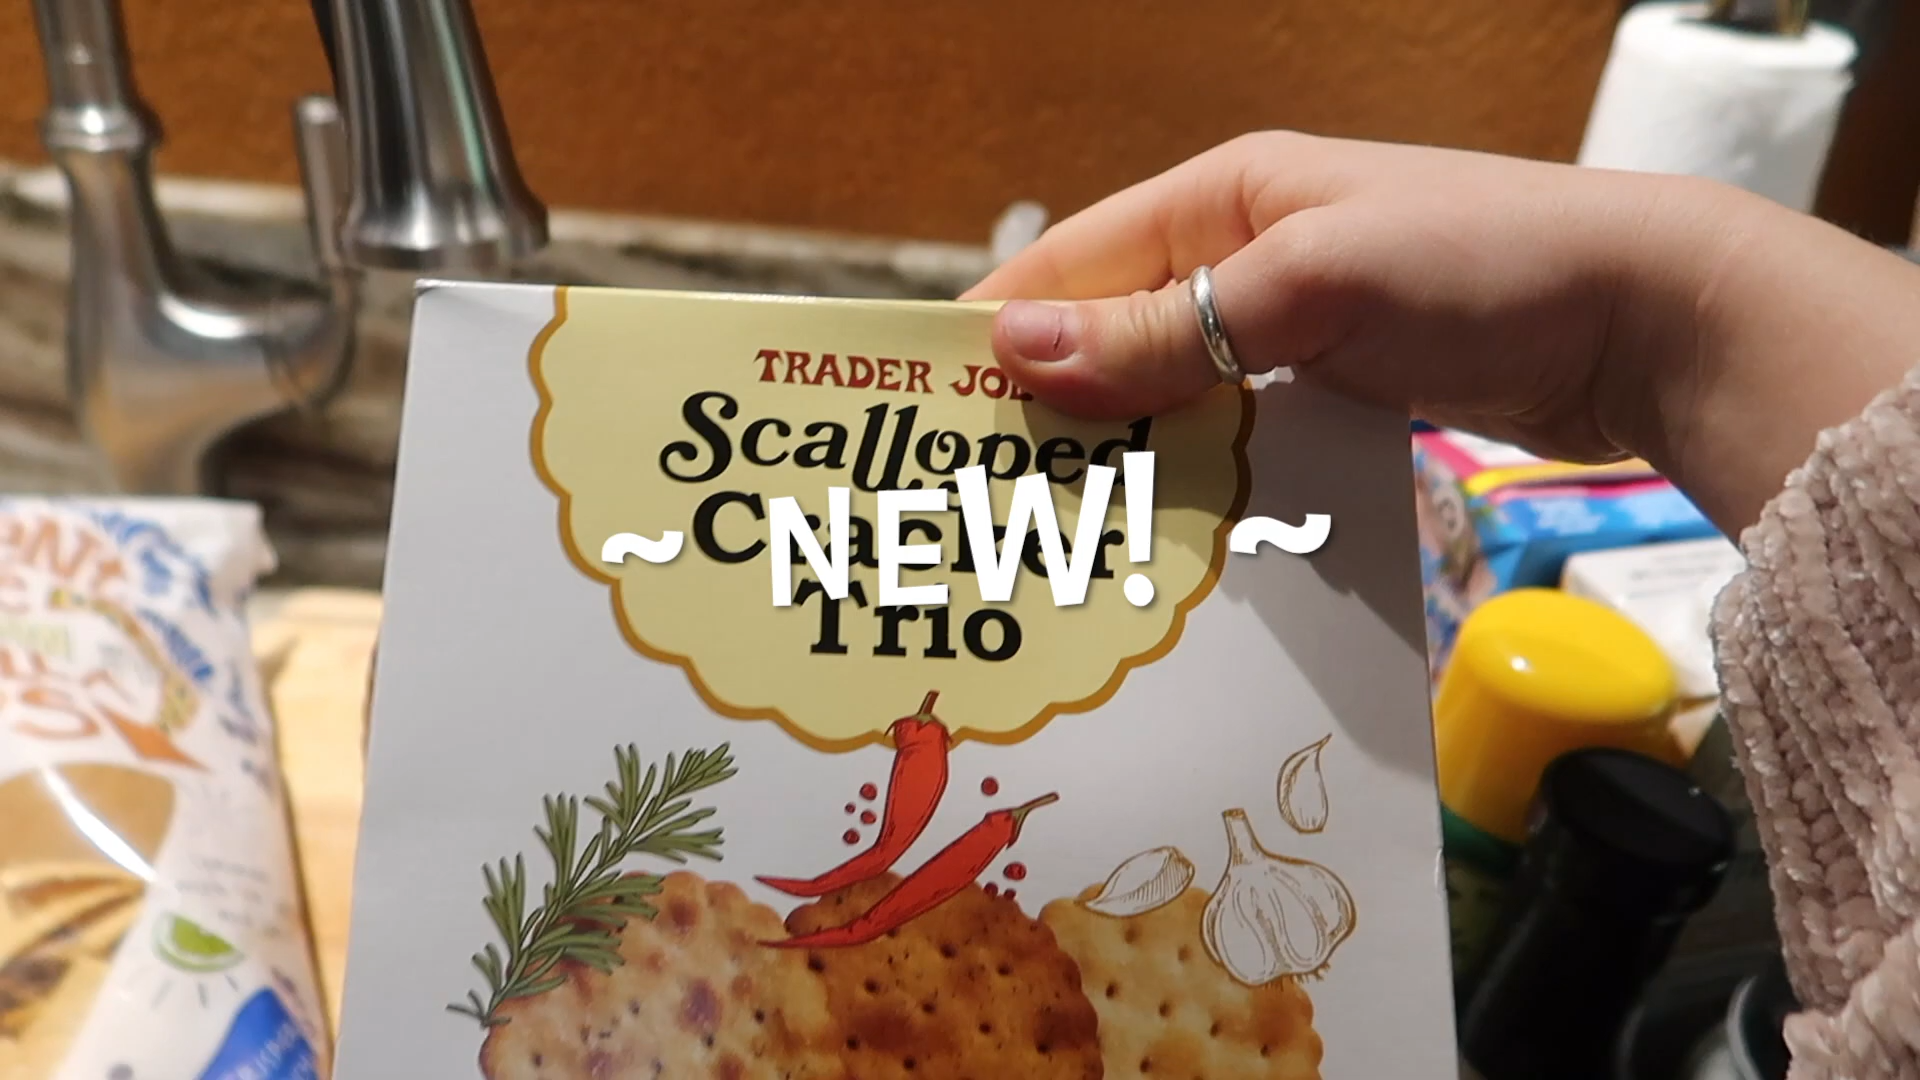 TRADER JOE
Scalloped
Cracker
Trio
~ NEW! ~